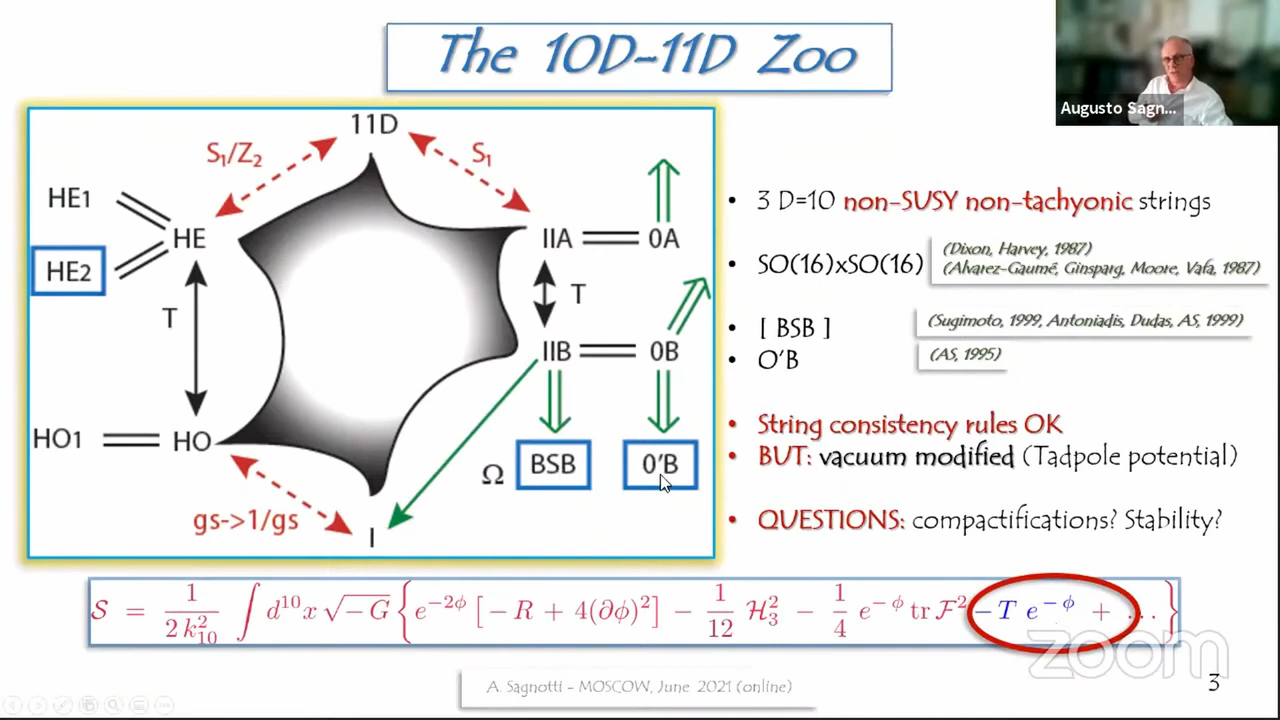 The 10D-11D Zoo
Augusto Sagn...
11D
S₁/Z₂
S₁
HE1
HE
HE2
IIA
0A
T
T
IIB
0B
HO1
HO
Ω
BSB
0'B
gs->1/gs
I
• 3 D=10 non-SUSY non-tachyonic strings
• SO(16)xSO(16)
(Dixon, Harvey, 1987)
(Alvarez-Gaumé, Ginsparg, Moore, Vafa, 1987)
• [ BSB ]
(Sugimoto, 1999, Antoniadis, Dudas, AS, 1999)
• O'B
(AS, 1995)
• String consistency rules OK
• BUT: vacuum modified (Tadpole potential)
• QUESTIONS: compactifications? Stability?
S = 1/(2 k²₁₀) ∫ d¹⁰x √−G { e^{−2φ} [ − R + 4(∂φ)² ] − 1/12 H₃² − 1/4 e^{−φ} tr F² − T e^{−φ} + ... }
zoom
A. Sagnotti - MOSCOW, June 2021 (online)
3